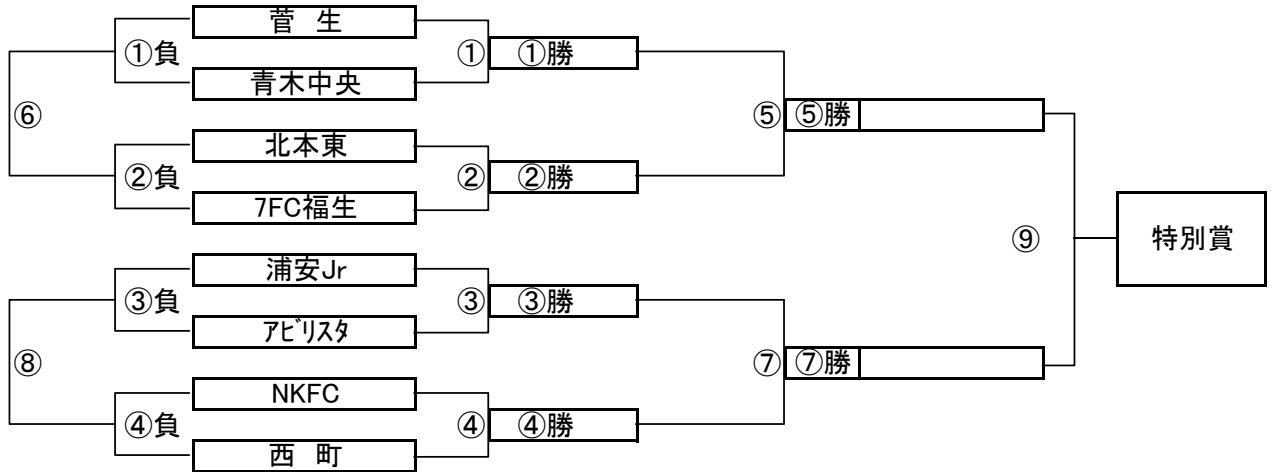 菅 生
①負 ① ①勝
青木中央
⑥ ⑤ ⑤勝
北本東
②負 ② ②勝
7FC福生
⑨ 特別賞
浦安Jr
③負 ③ ③勝
アビリスタ
⑧ ⑦ ⑦勝
NKFC
④負 ④ ④勝
西 町